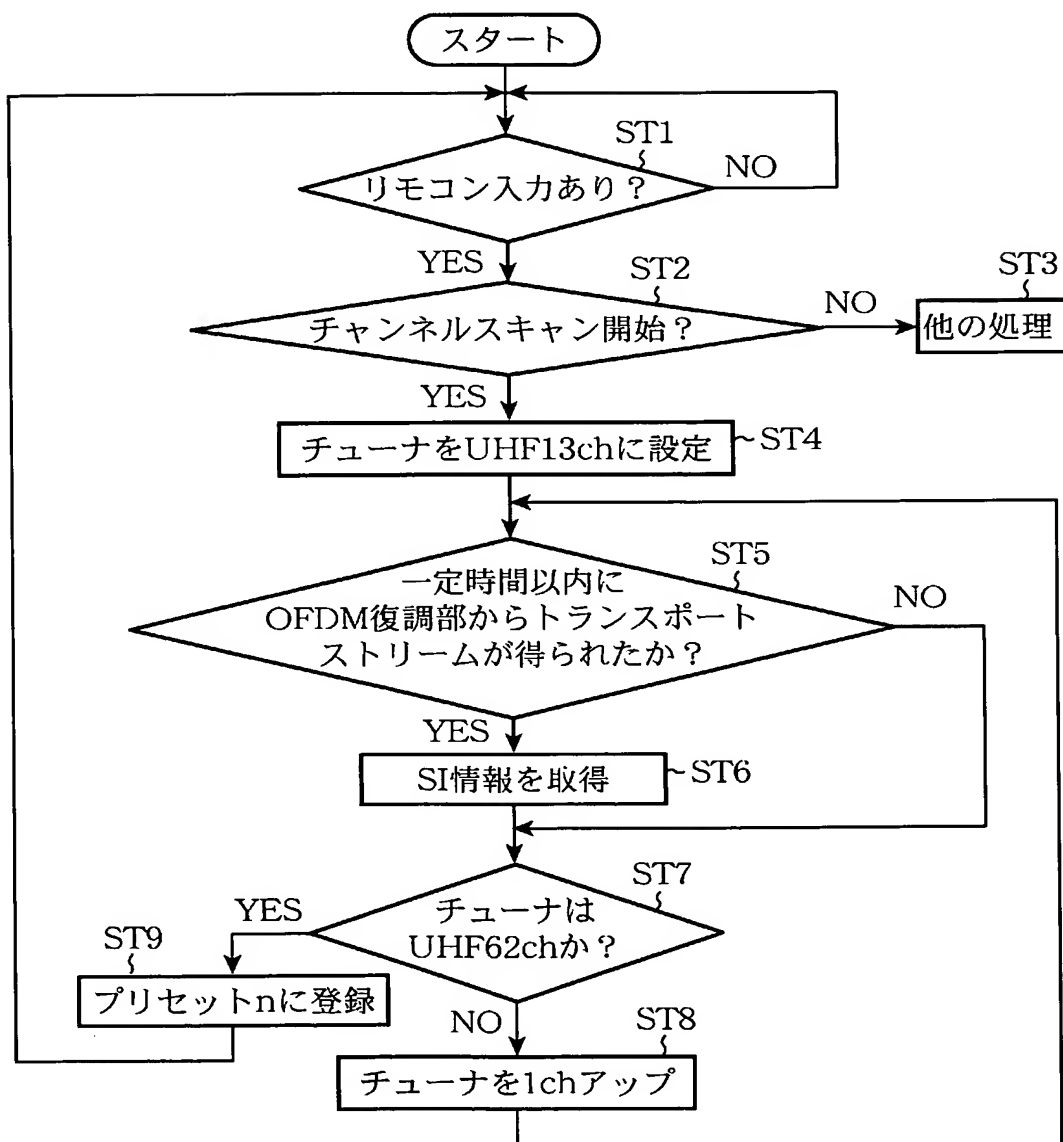 スタート
ST1
リモコン入力あり？
NO
YES
ST2
チャンネルスキャン開始？
NO
ST3
他の処理
YES
チューナをUHF13chに設定
ST4
ST5
一定時間以内に
OFDM復調部からトランスポート
ストリームが得られたか？
NO
YES
SI情報を取得
ST6
ST7
チューナは
UHF62chか？
YES
ST9
プリセットnに登録
NO
ST8
チューナを1chアップ